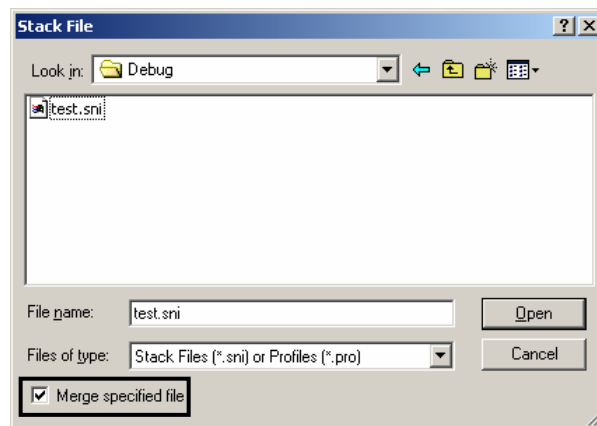 Stack File
Look in: Debug
test.sni
File name: test.sni Open
Files of type: Stack Files (*.sni) or Profiles (*.pro) Cancel
Merge specified file